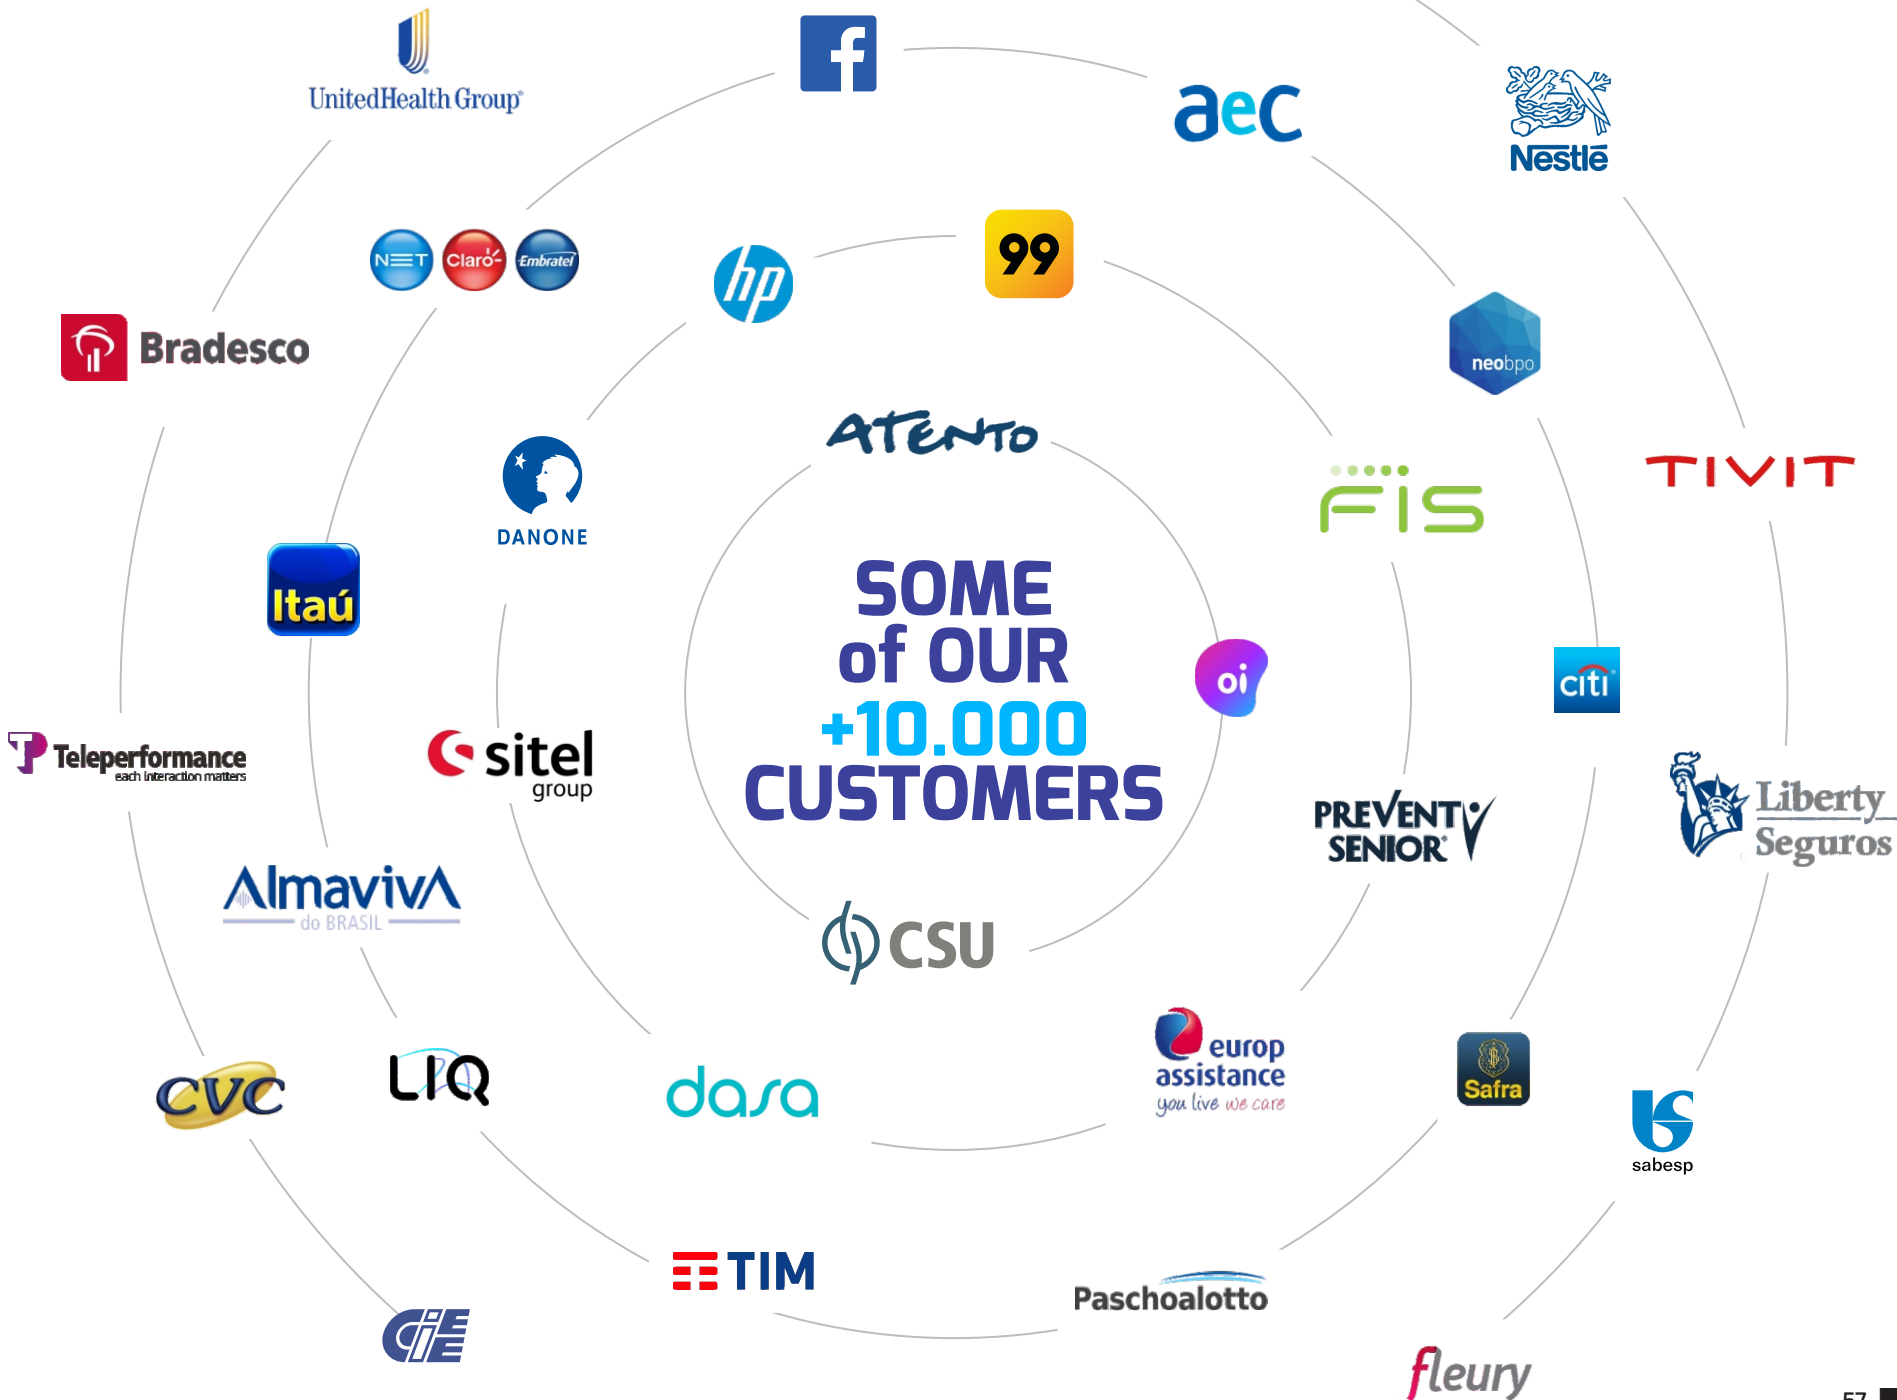 UnitedHealth Group®
f
aeC
Nestlé
NET
Claro
Embratel
hp
99
Bradesco
neobpo
ATENTO
TIVIT
FIS
DANONE
Itaú
SOME
of OUR
+10.000
CUSTOMERS
oi
citi
Teleperformance
each interaction matters
sitel
group
PREVENT
SENIOR
Liberty
Seguros
AlmavivA
do BRASIL
CSU
LIQ
CVC
dasa
europ
assistance
you live we care
Safra
sabesp
TIM
Paschoalotto
CIEE
fleury
57